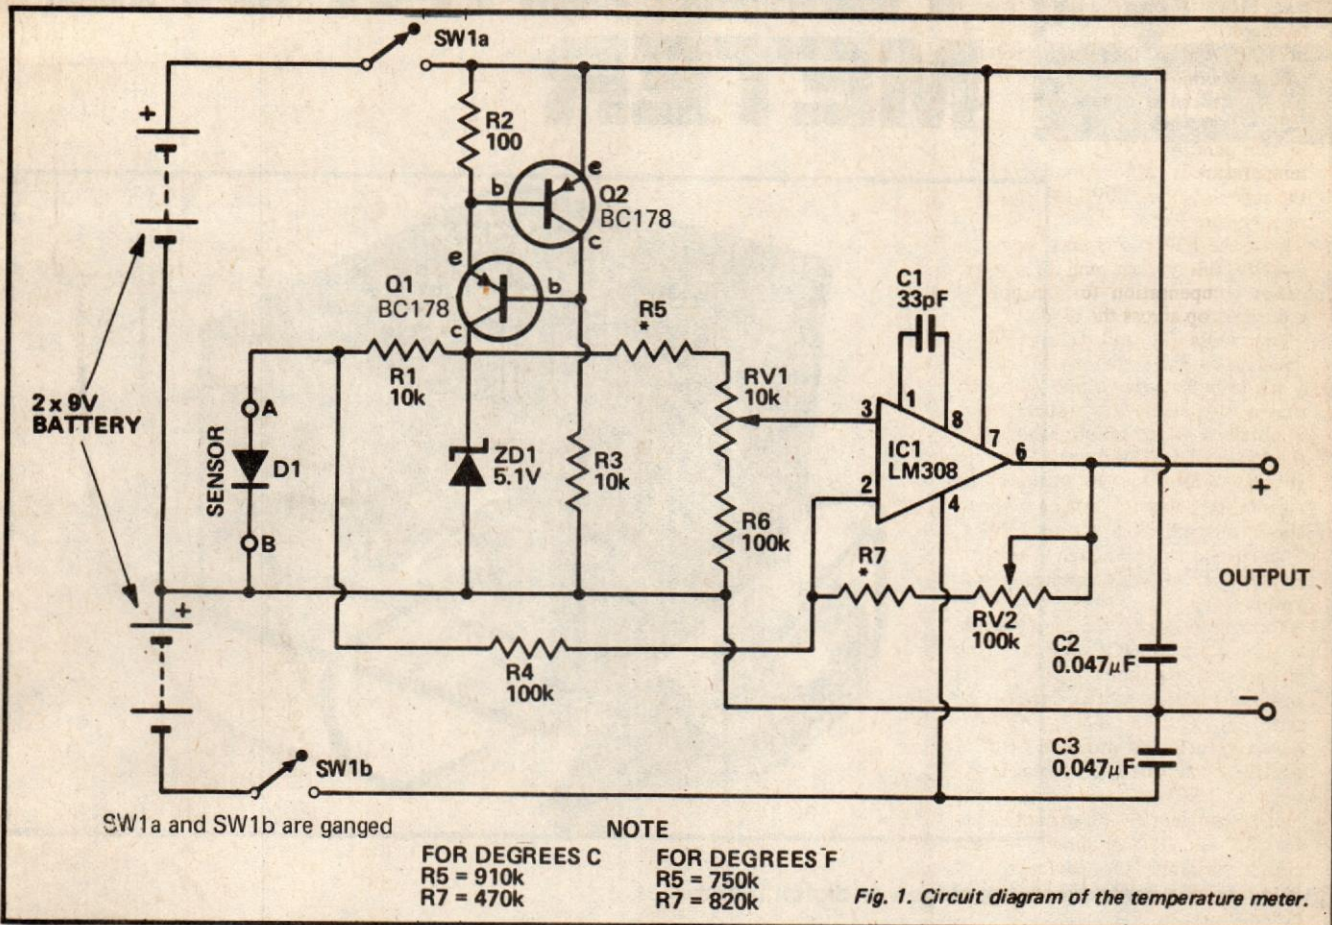 SW1a
+
R2
100
e
b
Q2
BC178
c
e
Q1
BC178
b
c
C1
33pF
R5
*
R1
10k
RV1
10k
1
3
8
7
6
2 x 9V
BATTERY
A
SENSOR
D1
ZD1
5.1V
R3
10k
IC1
LM308
2
4
+
B
R6
100k
R7
*
OUTPUT
+
RV2
100k
R4
100k
C2
0.047μF
–
C3
0.047μF
SW1b
SW1a and SW1b are ganged
NOTE
FOR DEGREES C
R5 = 910k
R7 = 470k
FOR DEGREES F
R5 = 750k
R7 = 820k
Fig. 1. Circuit diagram of the temperature meter.